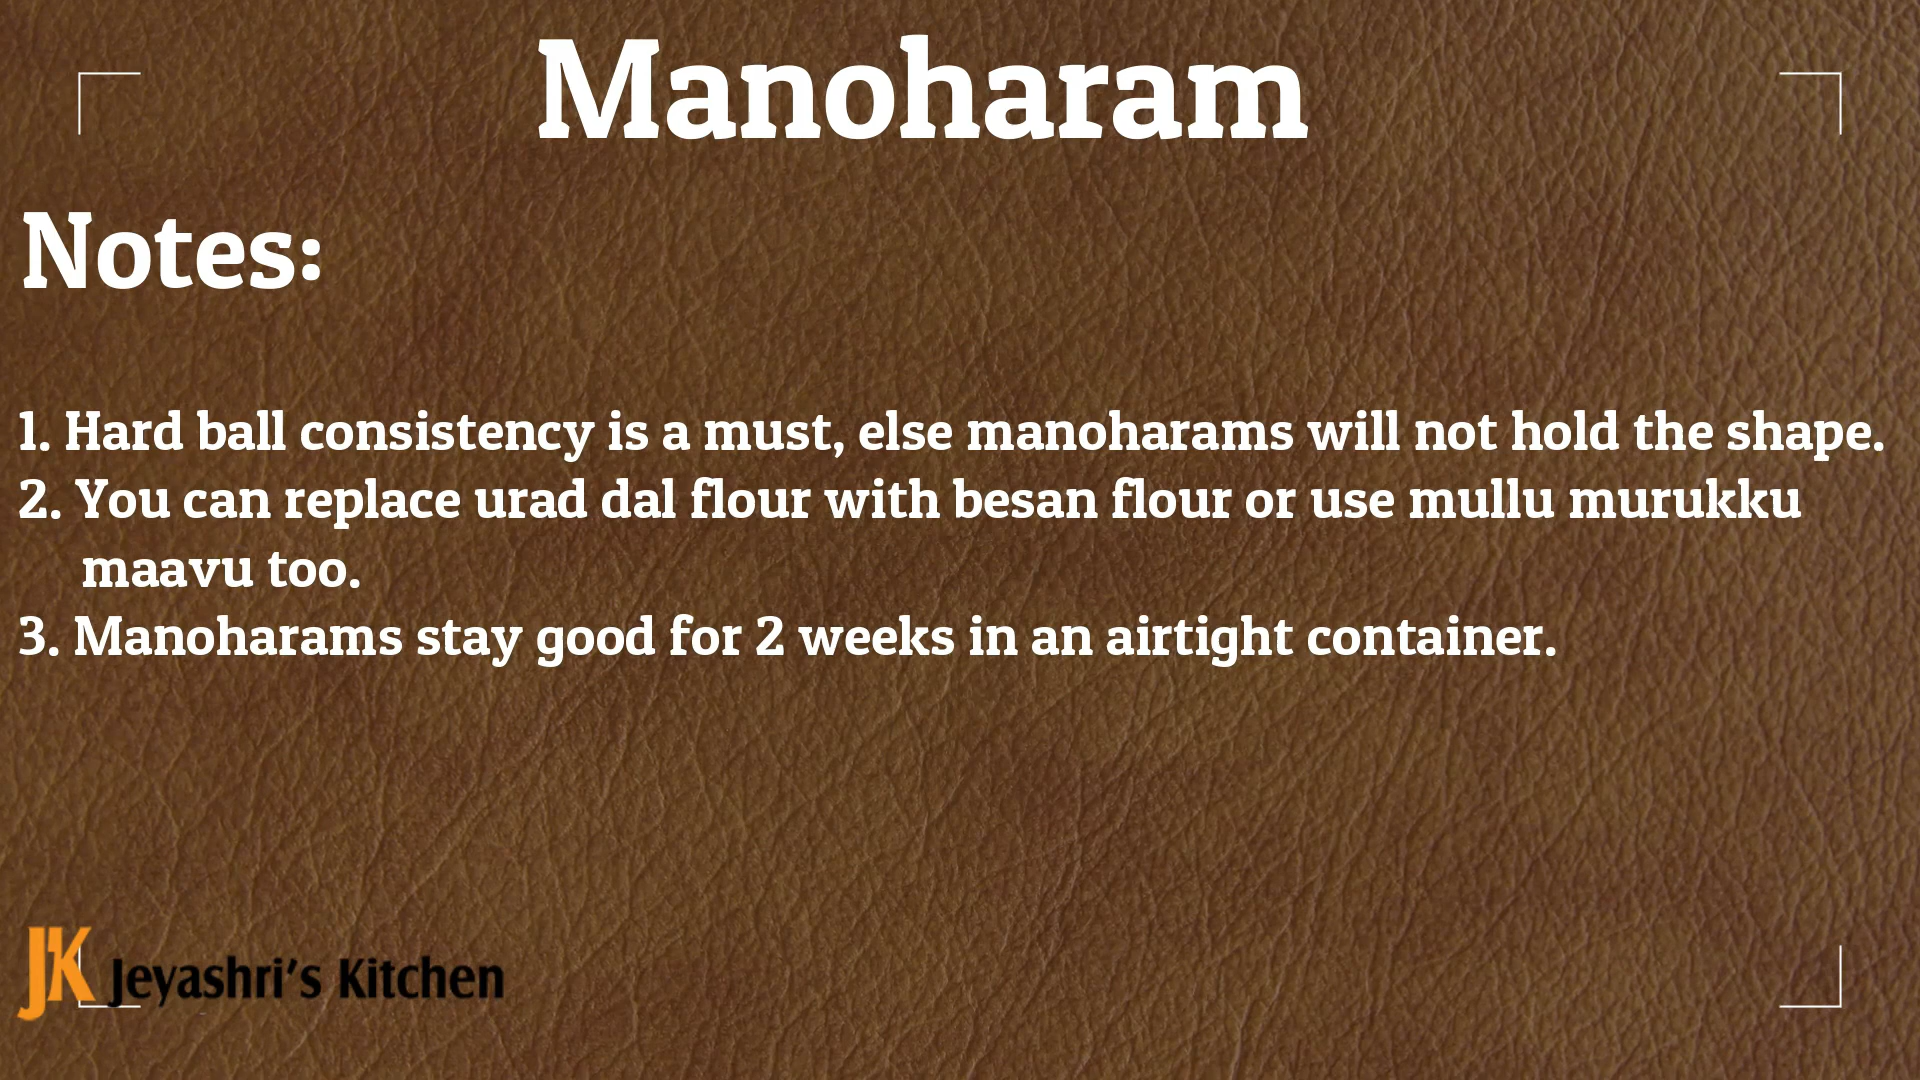 Manoharam
Notes:
1. Hard ball consistency is a must, else manoharams will not hold the shape.
2. You can replace urad dal flour with besan flour or use mullu murukku
maavu too.
3. Manoharams stay good for 2 weeks in an airtight container.
JK Jeyashri's Kitchen